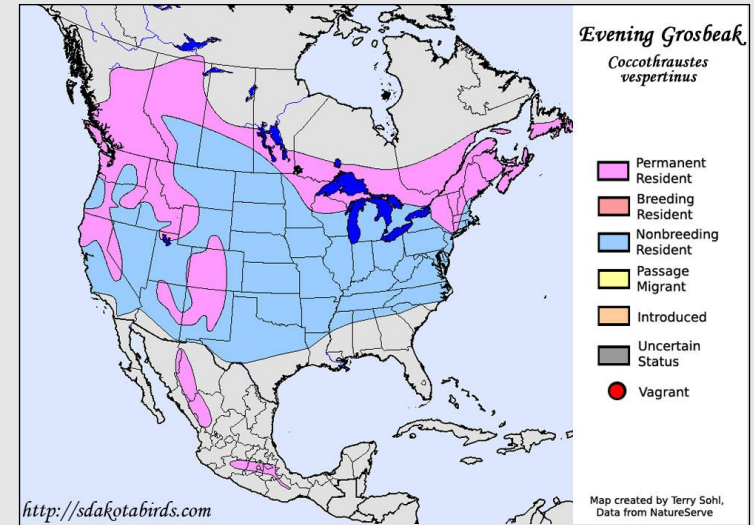 Evening Grosbeak
Coccothraustes
vespertinus
Permanent
Resident
Breeding
Resident
Nonbreeding
Resident
Passage
Migrant
Introduced
Uncertain
Status
Vagrant
Map created by Terry Sohl,
Data from NatureServe
http://sdakotabirds.com